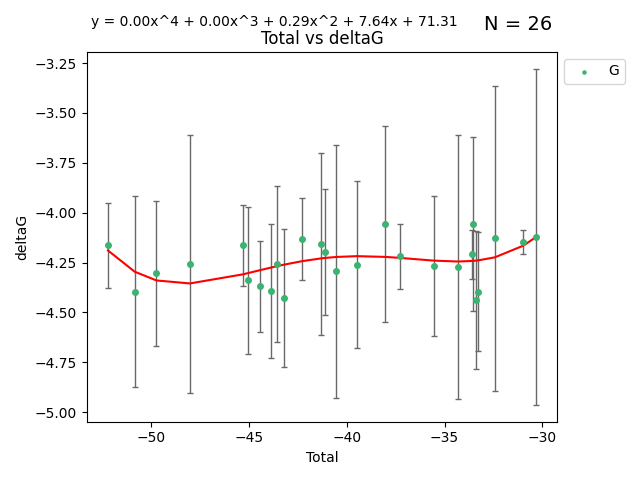 y = 0.00x^4 + 0.00x^3 + 0.29x^2 + 7.64x + 71.31
N = 26
Total vs deltaG
G
−3.25
−3.50
−3.75
−4.00
−4.25
−4.50
−4.75
−5.00
deltaG
−50
−45
−40
−35
−30
Total